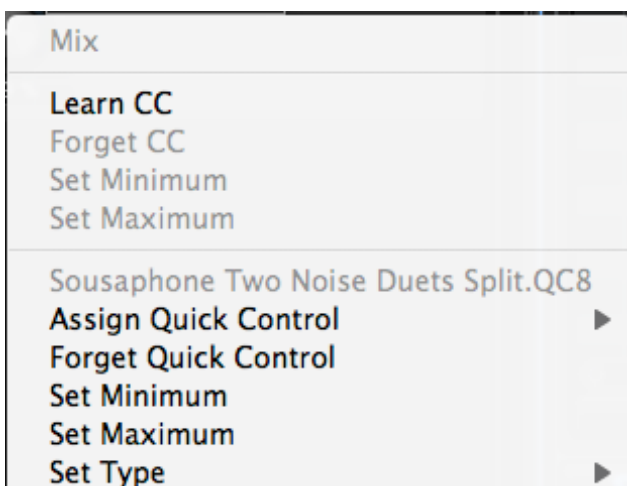 Mix
Learn CC
Forget CC
Set Minimum
Set Maximum
Sousaphone Two Noise Duets Split.QC8
Assign Quick Control
Forget Quick Control
Set Minimum
Set Maximum
Set Type